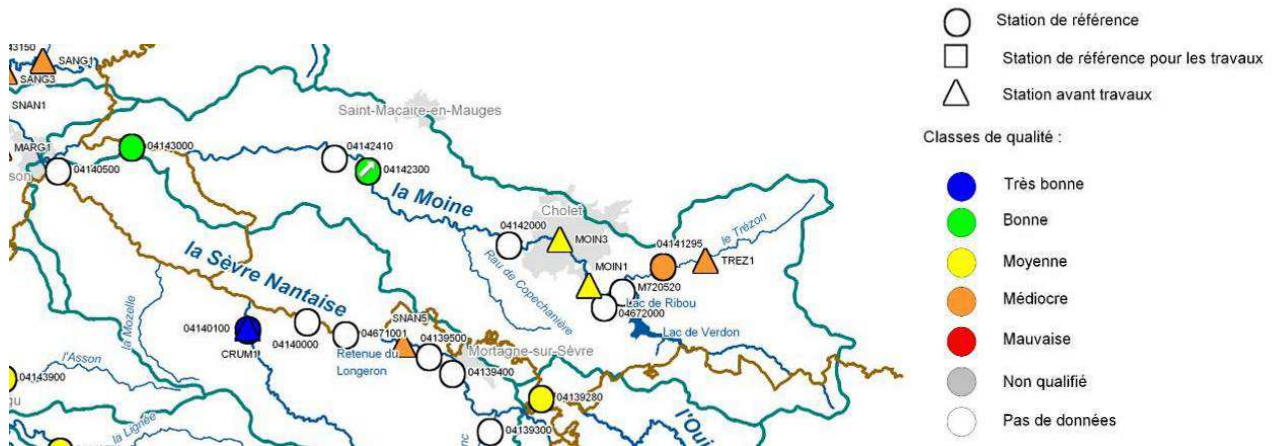 43150
SANG1
SANG3
SNAN1
MARG1
son
04140500
04143000
Saint-Macaire-en-Mauges
04142410
04142300
la Moine
Cholet
04142000
MOIN3
MOIN1
04141295
le Trézon
TREZ1
M720520
Lac de Ribou
04672000
Lac de Verdon
Rau de Copechanière
la Sèvre Nantaise
la Mozelle
l'Asson
04140100
CRUM1
04140000
04671001
Retenue du
Longeron
SNAN5
04139500
Mortagne-sur-Sèvre
04139400
04139280
04139300
04143900
gu
la Lignée
l'Oui
nc
Station de référence
Station de référence pour les travaux
Station avant travaux
Classes de qualité :
Très bonne
Bonne
Moyenne
Médiocre
Mauvaise
Non qualifié
Pas de données